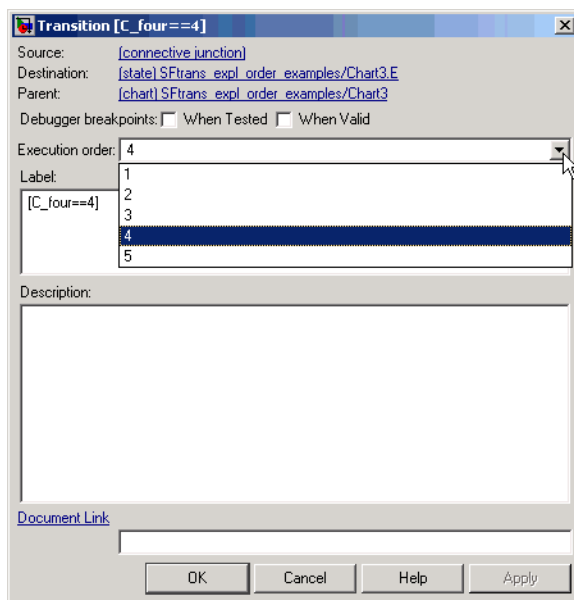 Transition [C_four==4]
Source: (connective junction)
Destination: (state) SFtrans_expl_order_examples/Chart3.E
Parent: (chart) SFtrans_expl_order_examples/Chart3
Debugger breakpoints: When Tested When Valid
Execution order: 4
1
Label:
2
[C_four==4]
3
4
5
Description:
Document Link
OK Cancel Help Apply